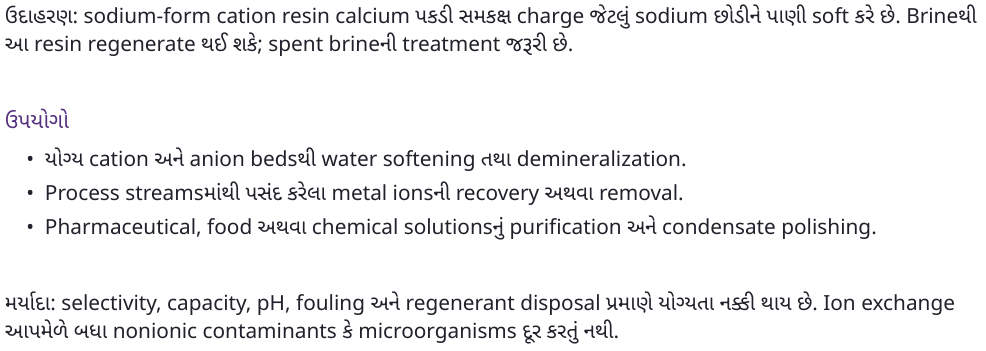 ઉદાહરણ: sodium-form cation resin calcium પકડી સમકક્ષ charge જેટલું sodium છોડીને પાણી soft કરે છે. Brineથી
આ resin regenerate થઈ શકે; spent brineની treatment જરૂરી છે.
ઉપયોગો
• યોગ્ય cation અને anion bedsથી water softening તથા demineralization.
• Process streamsમાંથી પસંદ કરેલા metal ionsની recovery અથવા removal.
• Pharmaceutical, food અથવા chemical solutionsનું purification અને condensate polishing.
મર્યાદા: selectivity, capacity, pH, fouling અને regenerant disposal પ્રમાણે યોગ્યતા નક્કી થાય છે. Ion exchange
આપમેળે બધા nonionic contaminants કે microorganisms દૂર કરતું નથી.